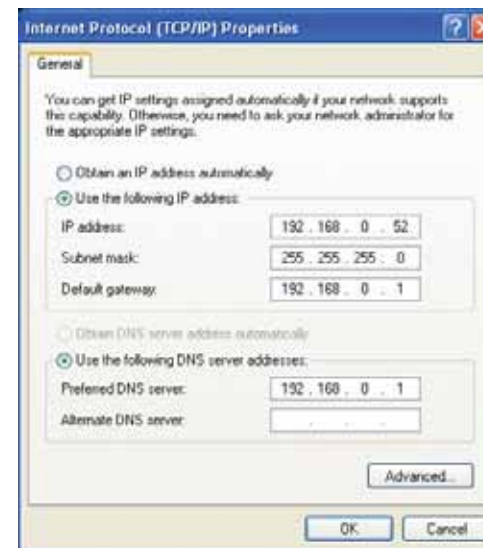 Internet Protocol (TCP/IP) Properties
General
You can get IP settings assigned automatically if your network supports
this capability. Otherwise, you need to ask your network administrator for
the appropriate IP settings.
Obtain an IP address automatically
Use the following IP address:
IP address: 192 . 168 . 0 . 52
Subnet mask: 255 . 255 . 255 . 0
Default gateway: 192 . 168 . 0 . 1
Obtain DNS server address automatically
Use the following DNS server addresses:
Preferred DNS server: 192 . 168 . 0 . 1
Alternate DNS server: . . .
Advanced...
OK Cancel